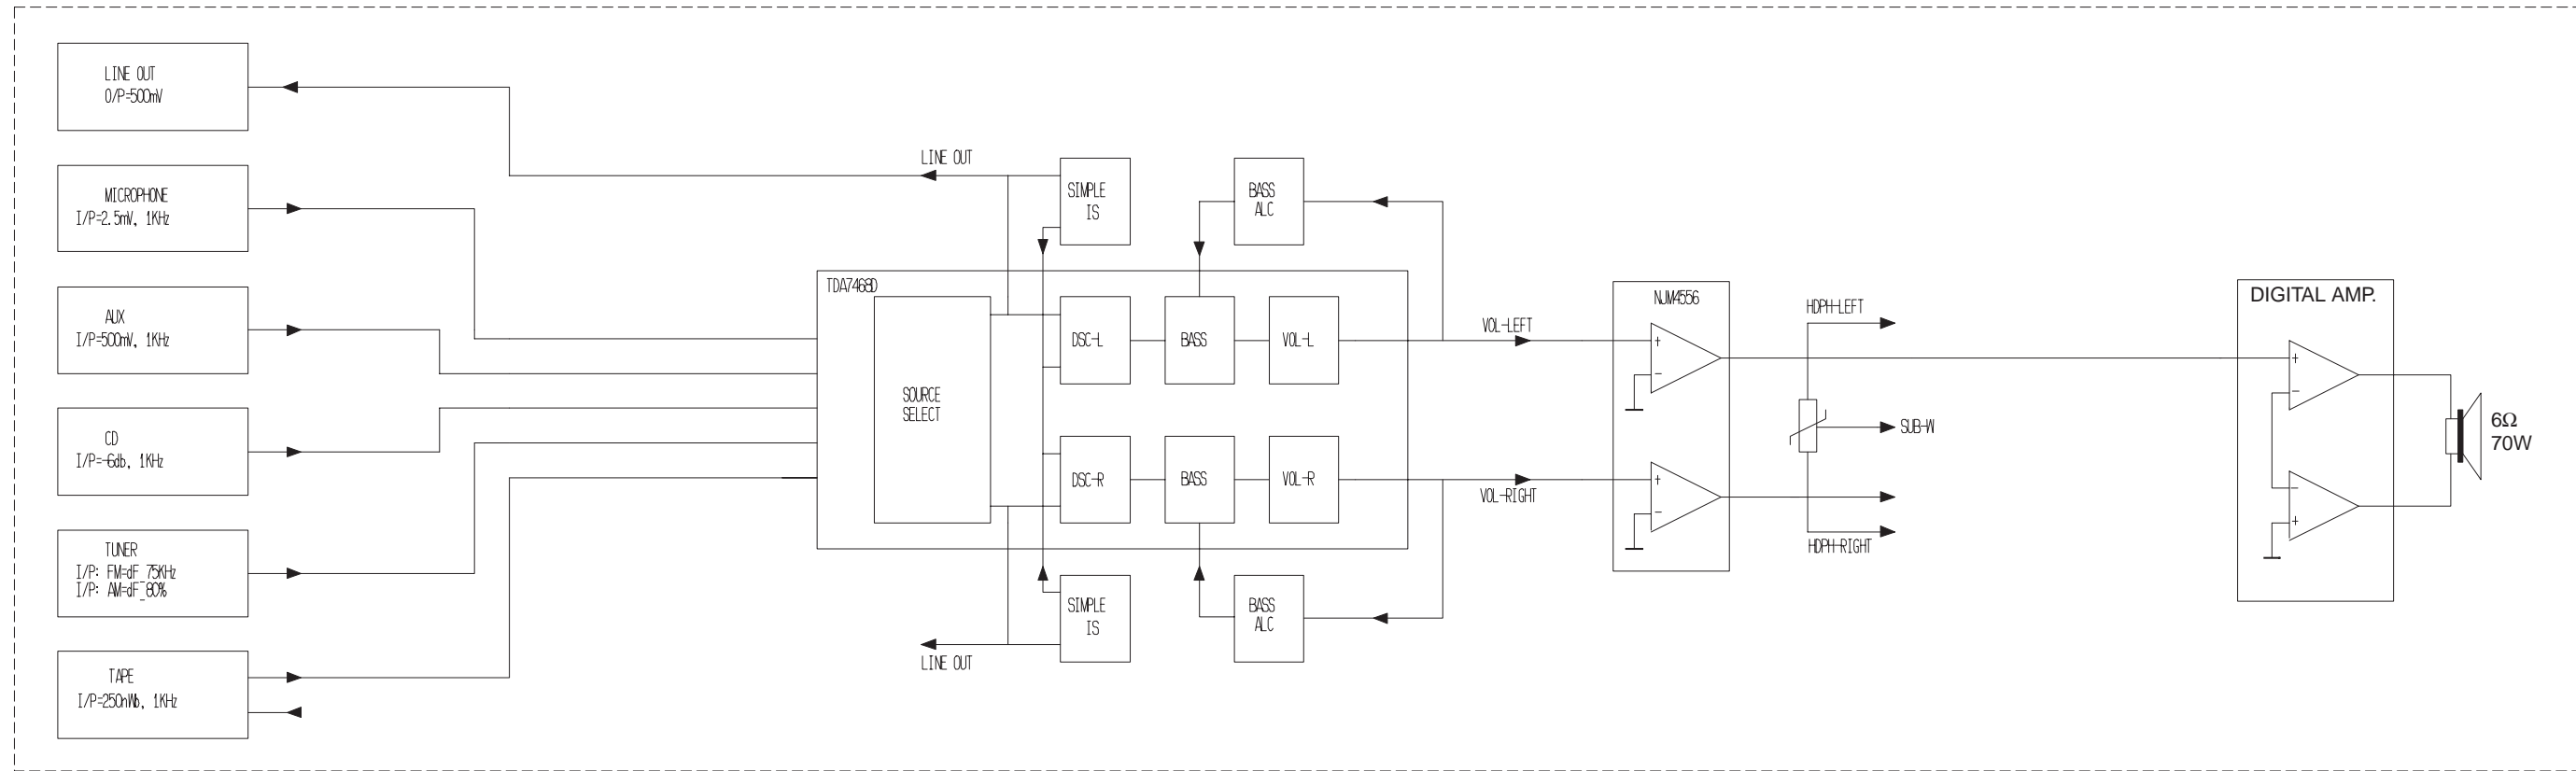 LINE OUT
O/P=500mV
MICROPHONE
I/P=2.5mV, 1KHz
AUX
I/P=500mV, 1KHz
CD
I/P=-6db, 1KHz
TUNER
I/P: FM=dF_75KHz
I/P: AM=dF_80%
TAPE
I/P=250nWb, 1KHz
LINE OUT
SIMPLE
IS
BASS
ALC
TDA7468D
SOURCE
SELECT
DSC-L
BASS
VOL-L
DSC-R
BASS
VOL-R
SIMPLE
IS
BASS
ALC
LINE OUT
VOL-LEFT
VOL-RIGHT
NJM4556
+
-
+
-
HDPH-LEFT
SUB-W
HDPH-RIGHT
DIGITAL AMP.
+
-
-
+
6Ω
70W